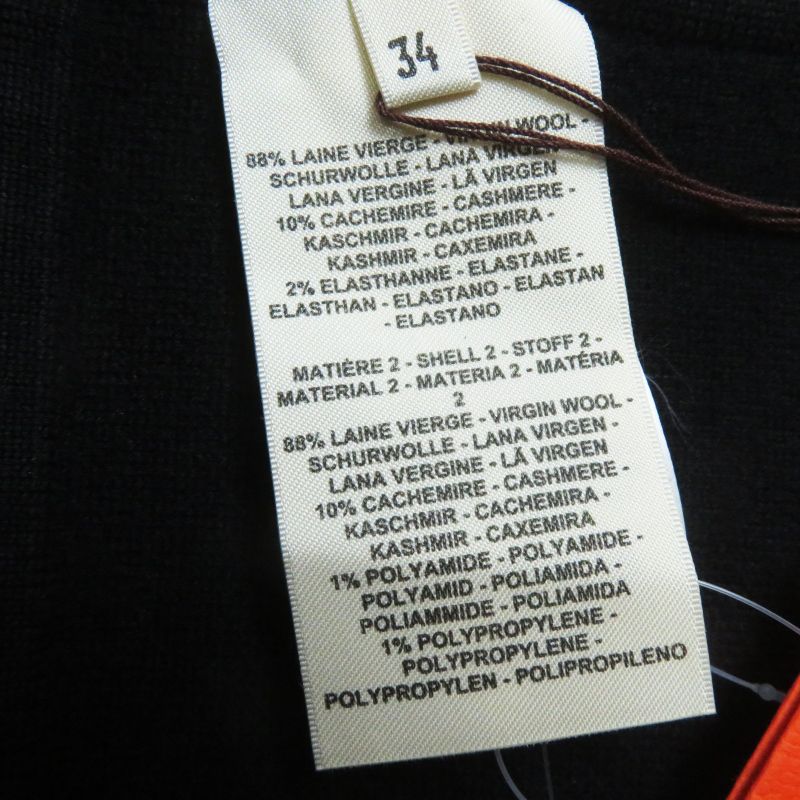 34
88% LAINE VIERGE - VIRGIN WOOL -
SCHURWOLLE - LANA VIRGEN
LANA VERGINE - LÃ VIRGEN
10% CACHEMIRE - CASHMERE -
KASCHMIR - CACHEMIRA -
KASHMIR - CAXEMIRA
2% ELASTHANNE - ELASTANE -
ELASTHAN - ELASTANO - ELASTAN
- ELASTANO
MATIÈRE 2 - SHELL 2 - STOFF 2 -
MATERIAL 2 - MATERIA 2 - MATÉRIA
2
88% LAINE VIERGE - VIRGIN WOOL -
SCHURWOLLE - LANA VIRGEN -
LANA VERGINE - LÃ VIRGEN
10% CACHEMIRE - CASHMERE -
KASCHMIR - CACHEMIRA -
KASHMIR - CAXEMIRA
1% POLYAMIDE - POLYAMIDE -
POLYAMID - POLIAMIDA -
POLIAMMIDE - POLIAMIDA
1% POLYPROPYLENE -
POLYPROPYLENE -
POLYPROPYLEN - POLIPROPILENO